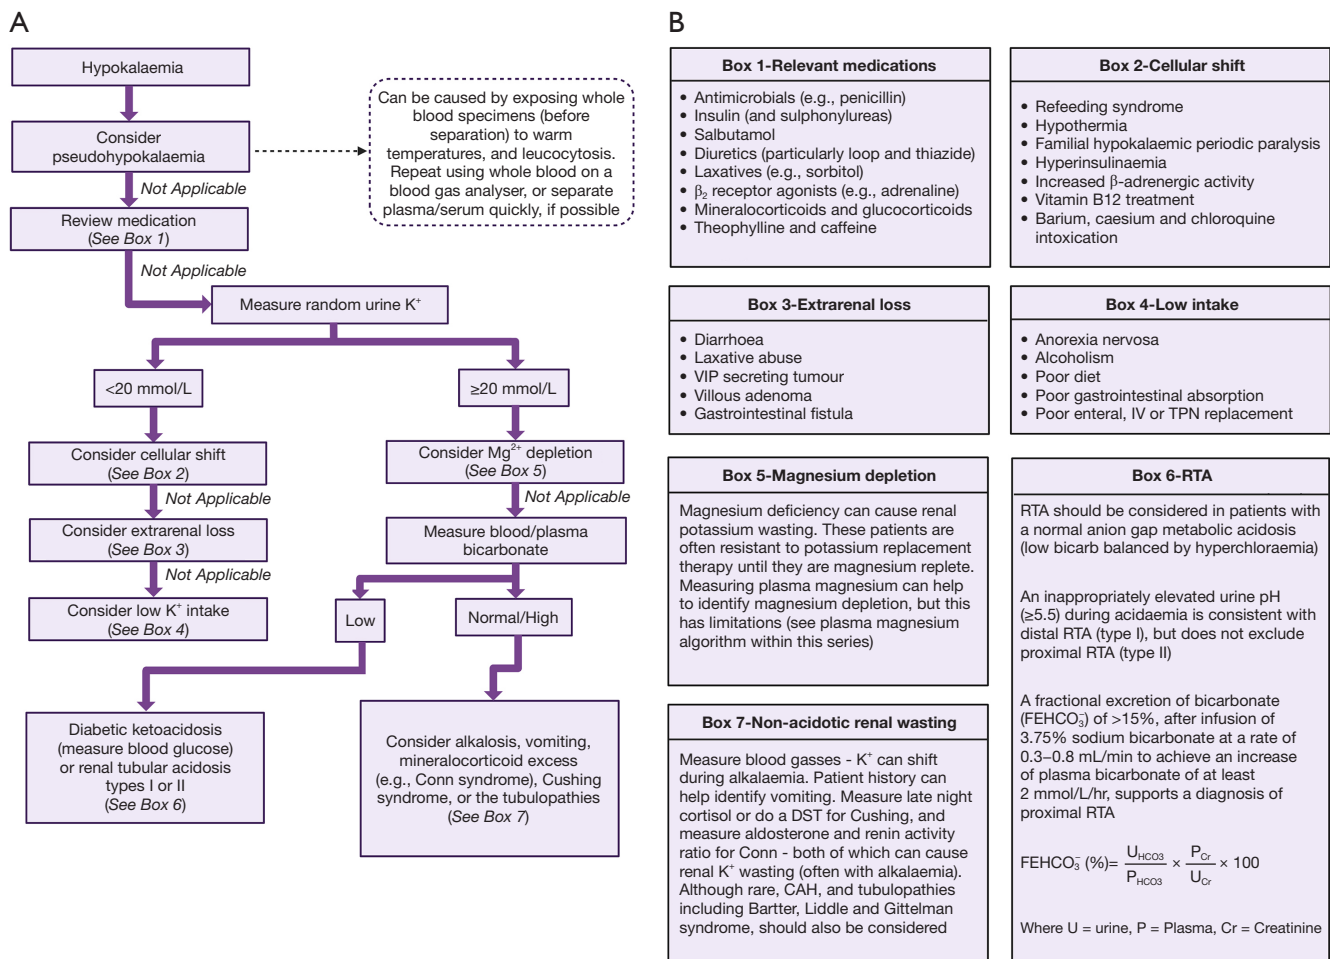 A
Hypokalaemia
Consider
pseudohypokalaemia
Can be caused by exposing whole
blood specimens (before
separation) to warm
temperatures, and leucocytosis.
Repeat using whole blood on a
blood gas analyser, or separate
plasma/serum quickly, if possible
Not Applicable
Review medication
(See Box 1)
Not Applicable
Measure random urine K⁺
<20 mmol/L
≥20 mmol/L
Consider cellular shift
(See Box 2)
Not Applicable
Consider extrarenal loss
(See Box 3)
Not Applicable
Consider low K⁺ intake
(See Box 4)
Consider Mg²⁺ depletion
(See Box 5)
Not Applicable
Measure blood/plasma
bicarbonate
Low
Normal/High
Diabetic ketoacidosis
(measure blood glucose)
or renal tubular acidosis
types I or II
(See Box 6)
Consider alkalosis, vomiting,
mineralocorticoid excess
(e.g., Conn syndrome), Cushing
syndrome, or the tubulopathies
(See Box 7)
B
Box 1-Relevant medications
• Antimicrobials (e.g., penicillin)
• Insulin (and sulphonylureas)
• Salbutamol
• Diuretics (particularly loop and thiazide)
• Laxatives (e.g., sorbitol)
• β₂ receptor agonists (e.g., adrenaline)
• Mineralocorticoids and glucocorticoids
• Theophylline and caffeine
Box 2-Cellular shift
• Refeeding syndrome
• Hypothermia
• Familial hypokalaemic periodic paralysis
• Hyperinsulinaemia
• Increased β-adrenergic activity
• Vitamin B12 treatment
• Barium, caesium and chloroquine
intoxication
Box 3-Extrarenal loss
• Diarrhoea
• Laxative abuse
• VIP secreting tumour
• Villous adenoma
• Gastrointestinal fistula
Box 4-Low intake
• Anorexia nervosa
• Alcoholism
• Poor diet
• Poor gastrointestinal absorption
• Poor enteral, IV or TPN replacement
Box 5-Magnesium depletion
Magnesium deficiency can cause renal
potassium wasting. These patients are
often resistant to potassium replacement
therapy until they are magnesium replete.
Measuring plasma magnesium can help
to identify magnesium depletion, but this
has limitations (see plasma magnesium
algorithm within this series)
Box 6-RTA
RTA should be considered in patients with
a normal anion gap metabolic acidosis
(low bicarb balanced by hyperchloraemia)
An inappropriately elevated urine pH
(≥5.5) during acidaemia is consistent with
distal RTA (type I), but does not exclude
proximal RTA (type II)
A fractional excretion of bicarbonate
(FEHCO₃⁻) of >15%, after infusion of
3.75% sodium bicarbonate at a rate of
0.3–0.8 mL/min to achieve an increase
of plasma bicarbonate of at least
2 mmol/L/hr, supports a diagnosis of
proximal RTA
FEHCO₃⁻ (%)= U_HCO3/P_HCO3 × P_Cr/U_Cr × 100
Where U = urine, P = Plasma, Cr = Creatinine
Box 7-Non-acidotic renal wasting
Measure blood gasses - K⁺ can shift
during alkalaemia. Patient history can
help identify vomiting. Measure late night
cortisol or do a DST for Cushing, and
measure aldosterone and renin activity
ratio for Conn - both of which can cause
renal K⁺ wasting (often with alkalaemia).
Although rare, CAH, and tubulopathies
including Bartter, Liddle and Gittelman
syndrome, should also be considered